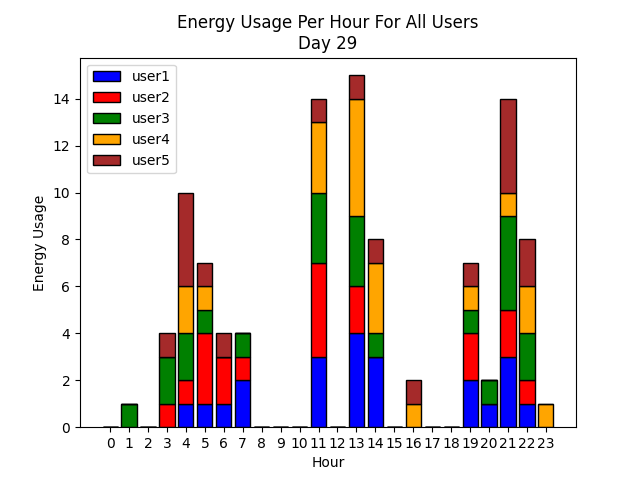 Energy Usage Per Hour For All Users
Day 29
user1
user2
user3
user4
user5
Energy Usage
14
12
10
8
6
4
2
0
0 1 2 3 4 5 6 7 8 9 10 11 12 13 14 15 16 17 18 19 20 21 22 23
Hour